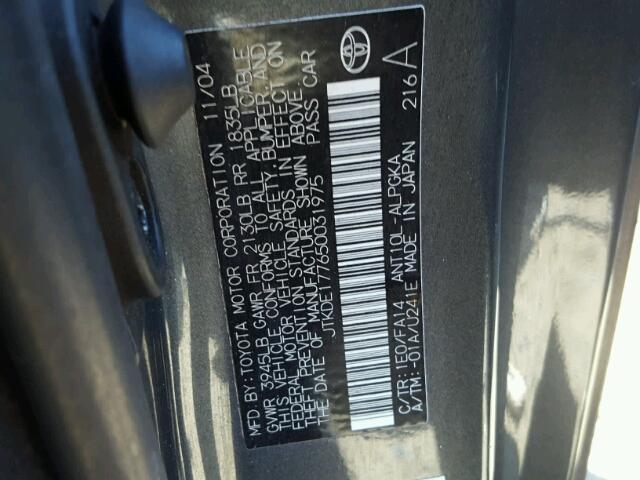 MFD.BY:TOYOTA MOTOR CORPORATION 11/04
GVWR 3945LB GAWR FR 2130LB RR 1835LB
THIS VEHICLE CONFORMS TO ALL APPLICABLE
FEDERAL MOTOR VEHICLE SAFETY,BUMPER,AND
THEFT PREVENTION STANDARDS IN EFFECT ON
THE DATE OF MANUFACTURE SHOWN ABOVE.
JTKDE177650031975 PASS CAR
C/TR:1E0/FA14 ANT10L-ALPGKA
A/TM:-01A/U241E MADE IN JAPAN 216 A